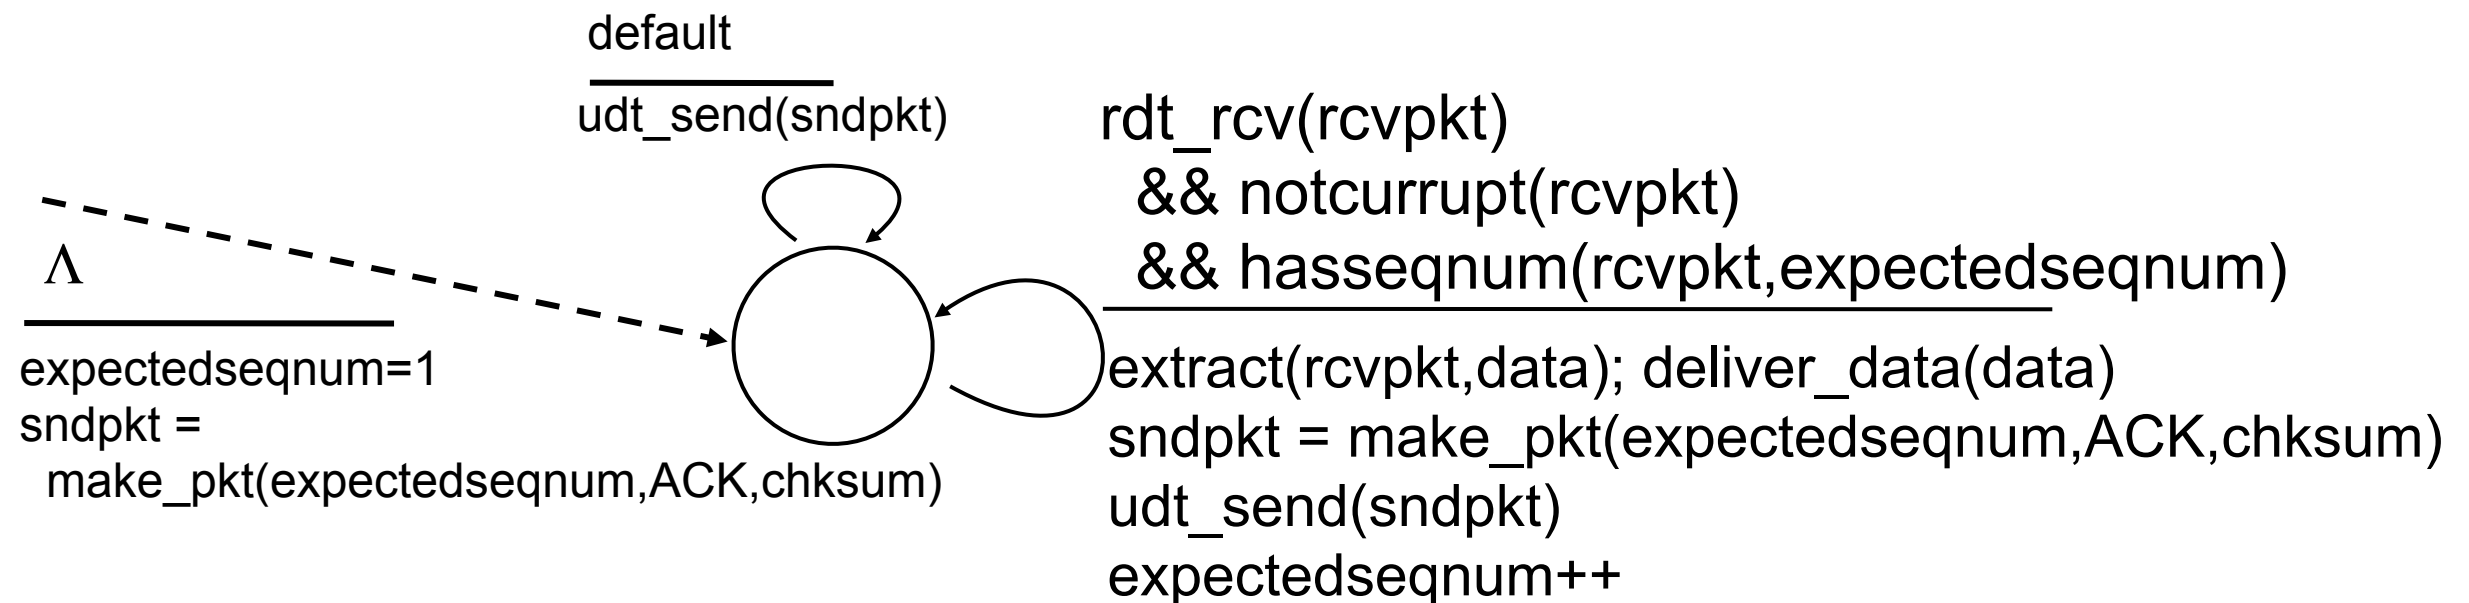 default
udt_send(sndpkt)
rdt_rcv(rcvpkt)
&& notcurrupt(rcvpkt)
&& hasseqnum(rcvpkt,expectedseqnum)
Λ
expectedseqnum=1
sndpkt =
make_pkt(expectedseqnum,ACK,chksum)
extract(rcvpkt,data); deliver_data(data)
sndpkt = make_pkt(expectedseqnum,ACK,chksum)
udt_send(sndpkt)
expectedseqnum++